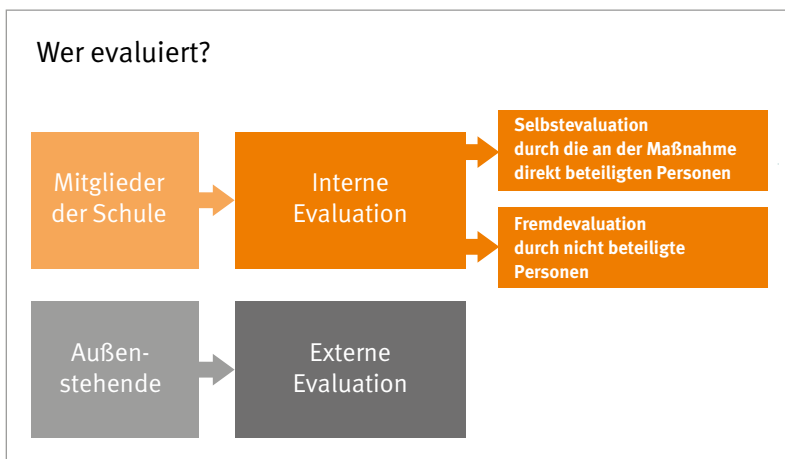 Wer evaluiert?
Mitglieder
der Schule
Interne
Evaluation
Selbstevaluation
durch die an der Maßnahme
direkt beteiligten Personen
Fremdevaluation
durch nicht beteiligte
Personen
Außen-
stehende
Externe
Evaluation